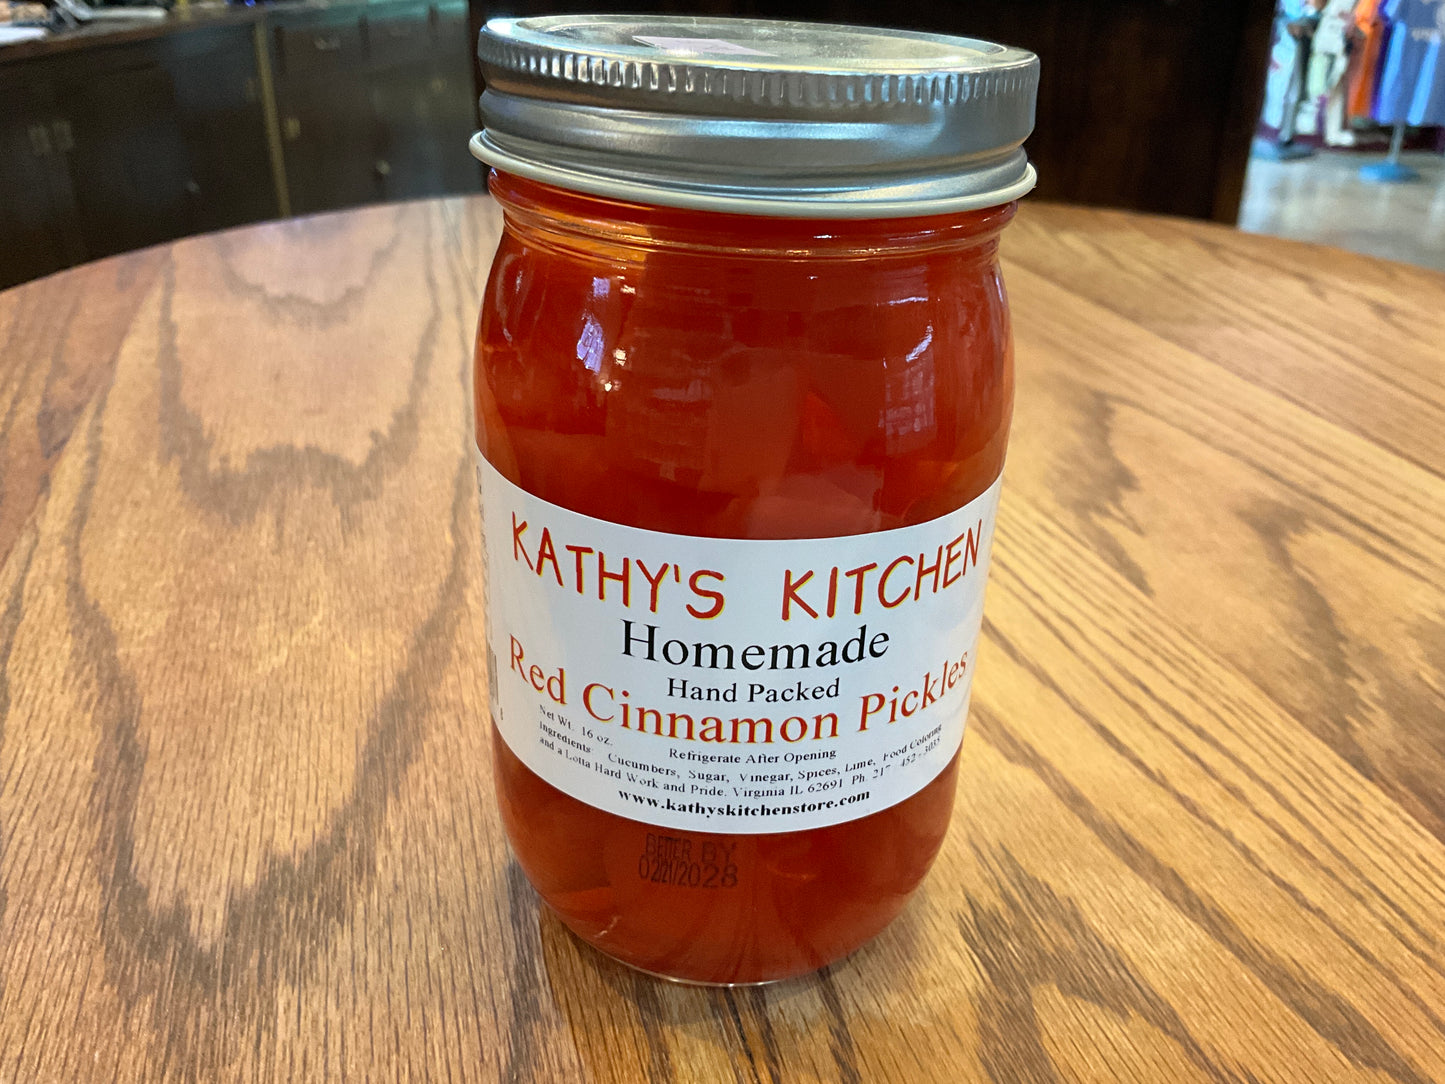 KATHY'S KITCHEN
Homemade
Hand Packed
Red Cinnamon Pickles
Net Wt. 16 oz.
Refrigerate After Opening
Ingredients Cucumbers, Sugar, Vinegar, Spices, Lime, Food Coloring
and a Lotta Hard Work and Pride. Virginia IL 62691 Ph. 217-452-3035
www.kathyskitchenstore.com
BETTER BY
02/21/2028